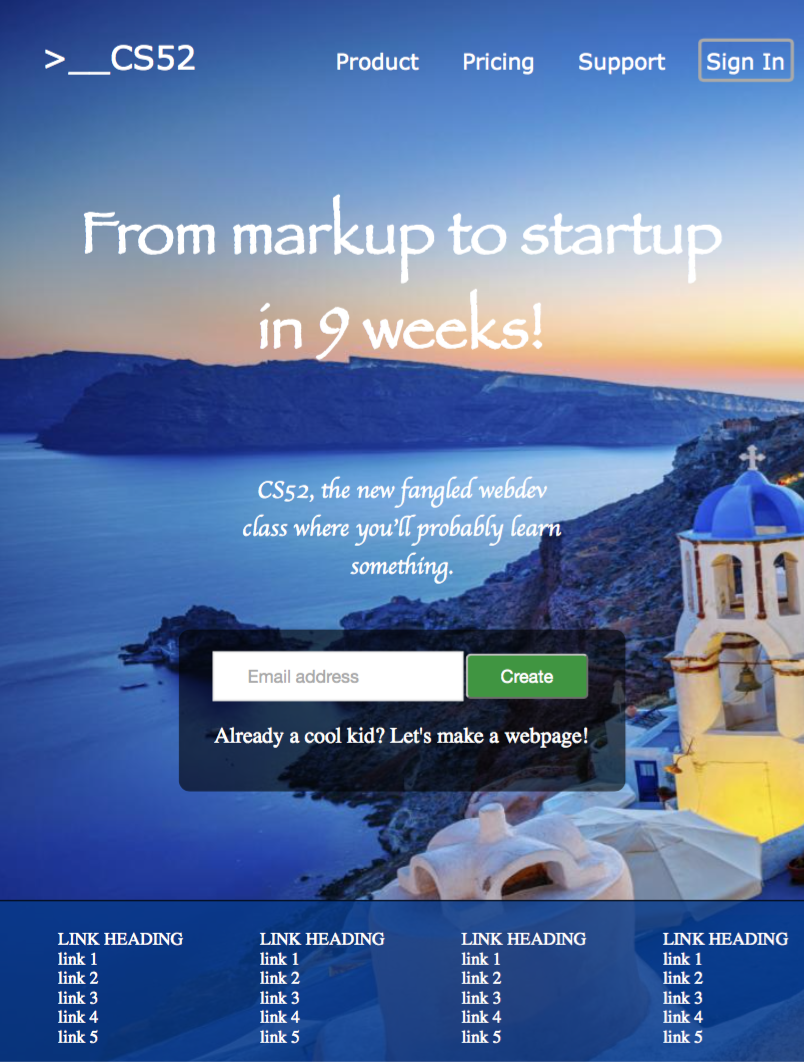 >__CS52
Product Pricing Support Sign In
From markup to startup
in 9 weeks!
CS52, the new fangled webdev
class where you'll probably learn
something.
Email address Create
Already a cool kid? Let's make a webpage!
LINK HEADING LINK HEADING LINK HEADING LINK HEADING
link 1 link 1 link 1 link 1
link 2 link 2 link 2 link 2
link 3 link 3 link 3 link 3
link 4 link 4 link 4 link 4
link 5 link 5 link 5 link 5